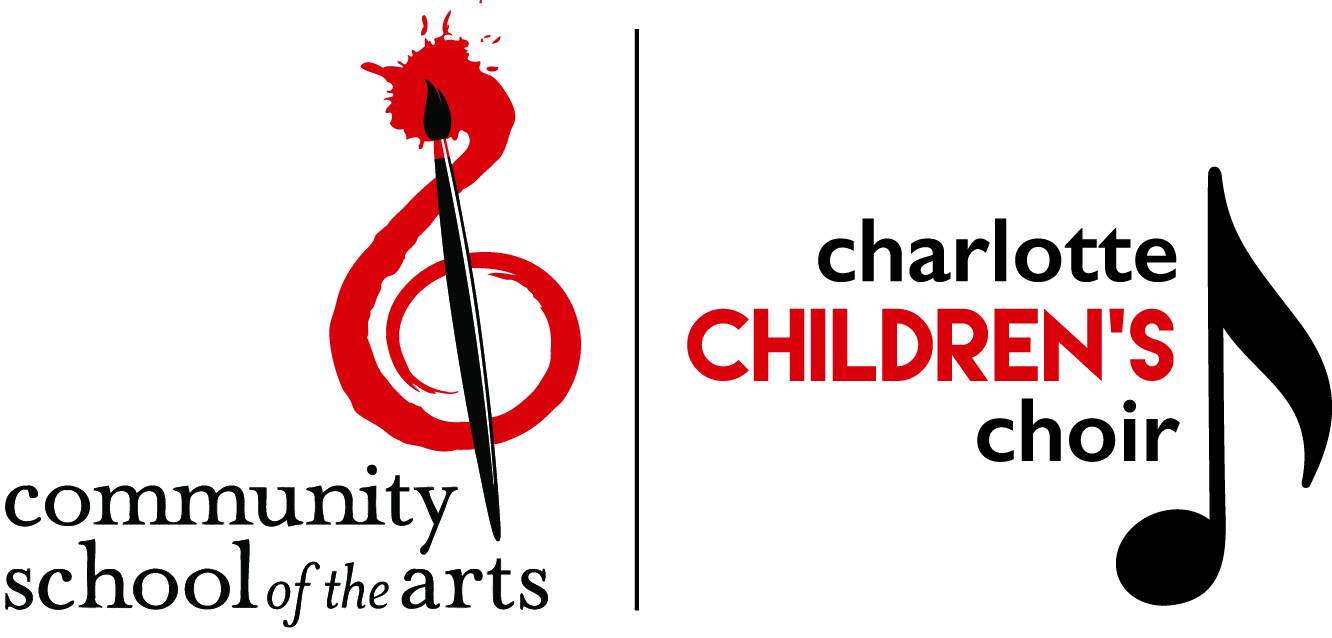 community
school of the arts
charlotte
CHILDREN'S
choir